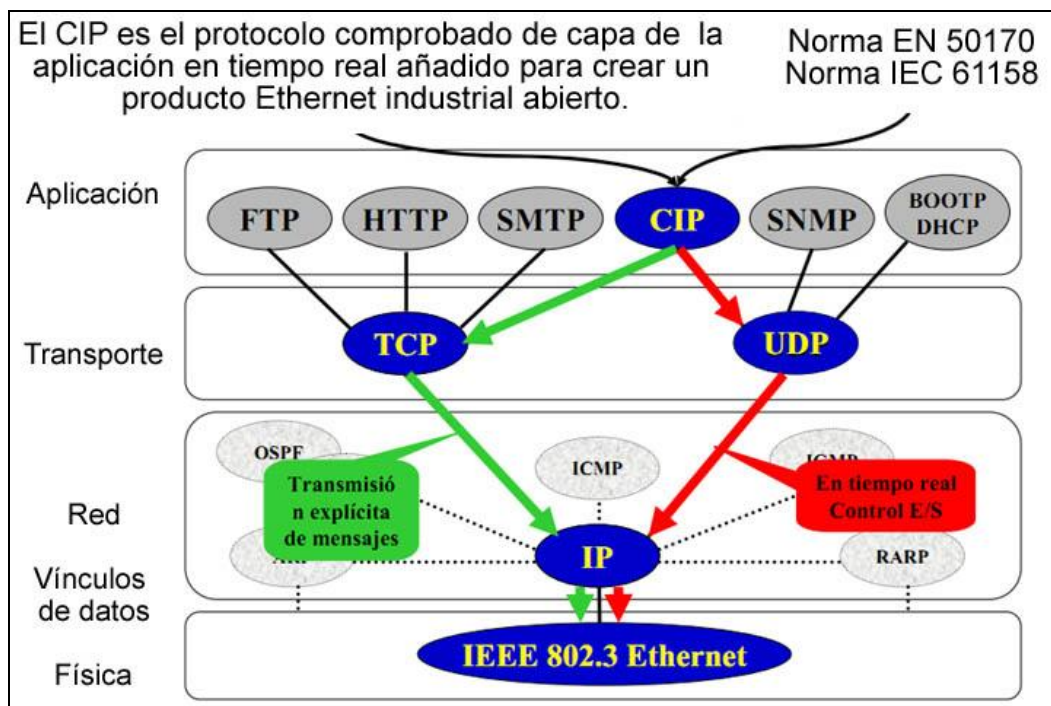 El CIP es el protocolo comprobado de capa de la
aplicación en tiempo real añadido para crear un
producto Ethernet industrial abierto.
Norma EN 50170
Norma IEC 61158
Aplicación
FTP
HTTP
SMTP
CIP
SNMP
BOOTP
DHCP
Transporte
TCP
UDP
Red
OSPF
ICMP
Transmisió
n explícita
de mensajes
En tiempo real
Control E/S
IP
RARP
Vínculos
de datos
Física
IEEE 802.3 Ethernet